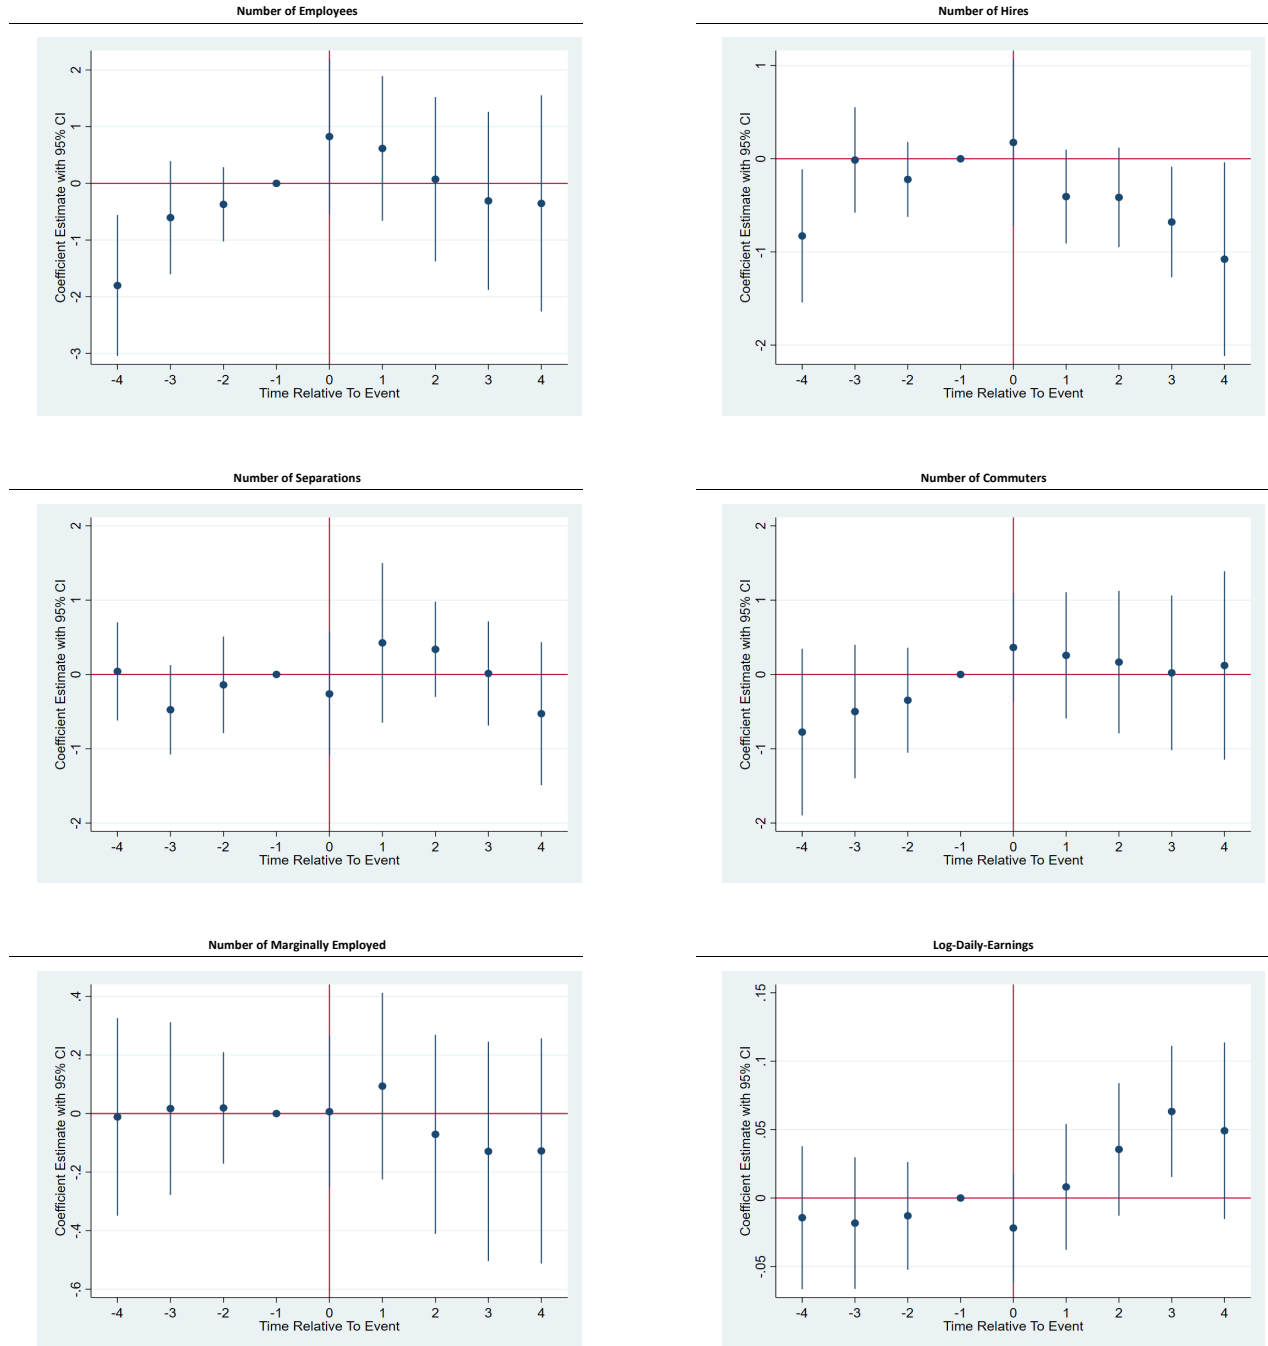 Number of Employees
Coefficient Estimate with 95% CI
2
1
0
-1
-2
-3
-4 -3 -2 -1 0 1 2 3 4
Time Relative To Event
Number of Hires
Coefficient Estimate with 95% CI
1
0
-1
-2
-4 -3 -2 -1 0 1 2 3 4
Time Relative To Event
Number of Separations
Coefficient Estimate with 95% CI
2
1
0
-1
-2
-4 -3 -2 -1 0 1 2 3 4
Time Relative To Event
Number of Commuters
Coefficient Estimate with 95% CI
2
1
0
-1
-2
-4 -3 -2 -1 0 1 2 3 4
Time Relative To Event
Number of Marginally Employed
Coefficient Estimate with 95% CI
.4
.2
0
-.2
-.4
-.6
-4 -3 -2 -1 0 1 2 3 4
Time Relative To Event
Log-Daily-Earnings
Coefficient Estimate with 95% CI
.15
.1
.05
0
-.05
-4 -3 -2 -1 0 1 2 3 4
Time Relative To Event